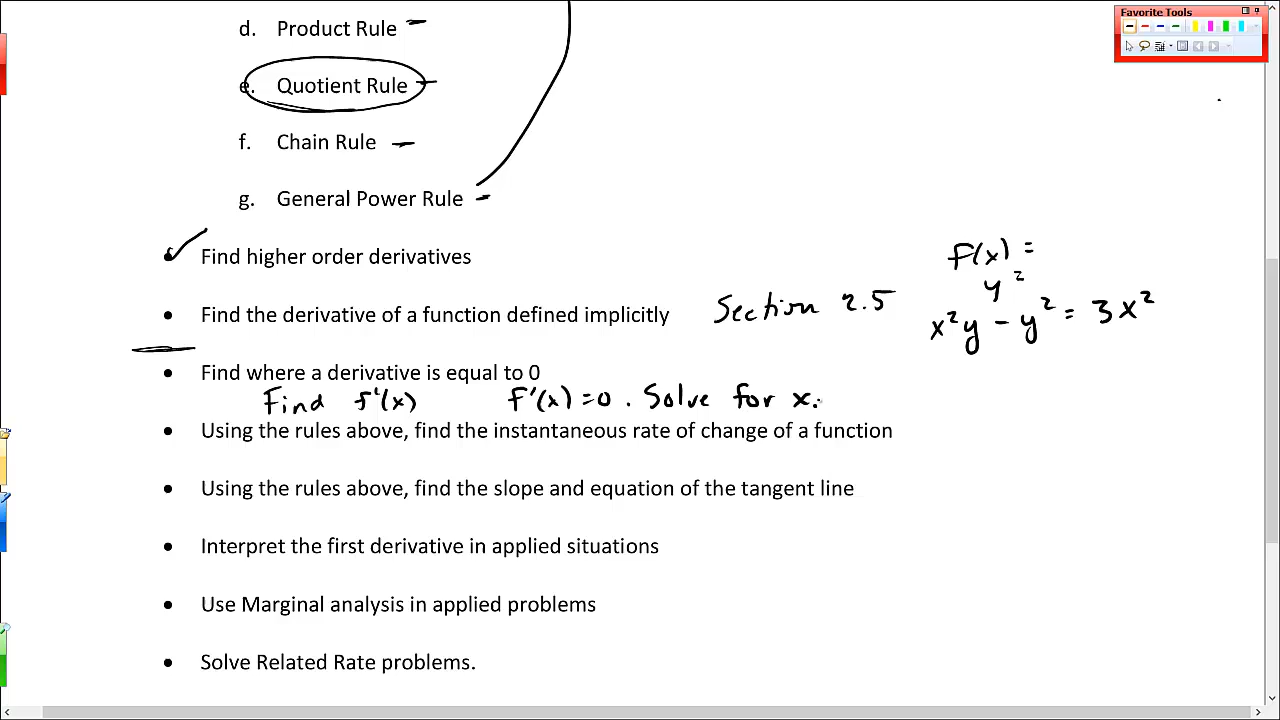 Favorite Tools
d. Product Rule
e. Quotient Rule
f. Chain Rule
g. General Power Rule
• Find higher order derivatives
f(x) =
y²
• Find the derivative of a function defined implicitly Section 2.5 x²y - y² = 3x²
• Find where a derivative is equal to 0
Find f'(x) f'(x) = 0. Solve for x.
• Using the rules above, find the instantaneous rate of change of a function
• Using the rules above, find the slope and equation of the tangent line
• Interpret the first derivative in applied situations
• Use Marginal analysis in applied problems
• Solve Related Rate problems.